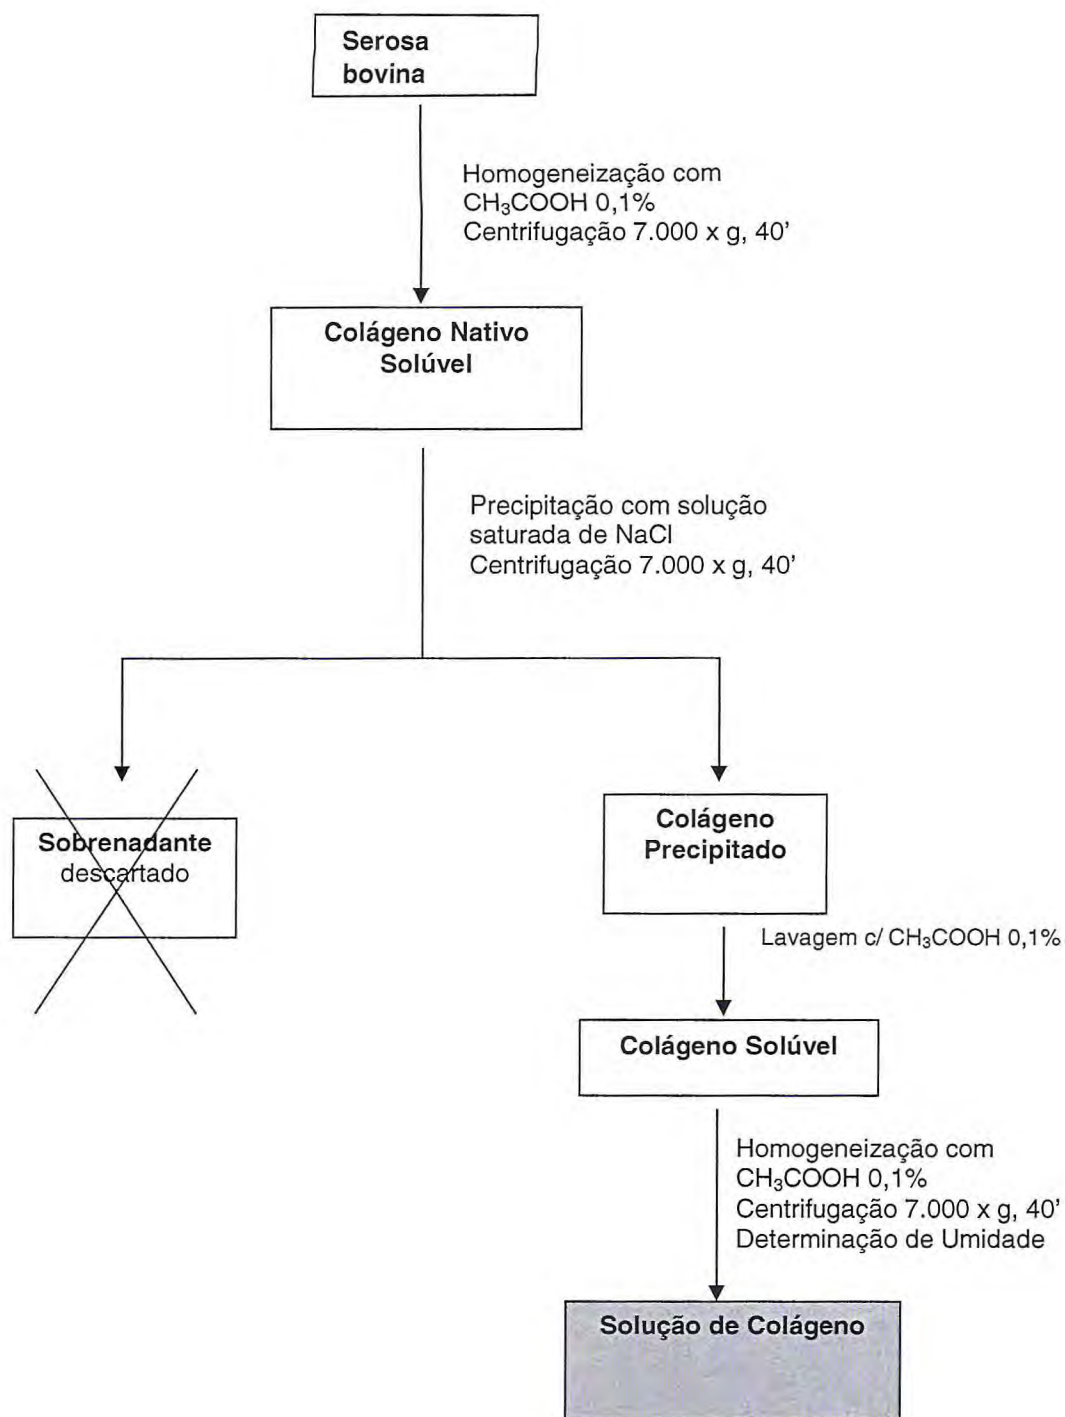 Serosa
bovina
Homogeneização com
CH₃COOH 0,1%
Centrifugação 7.000 x g, 40’
Colágeno Nativo
Solúvel
Precipitação com solução
saturada de NaCl
Centrifugação 7.000 x g, 40’
Sobrenadante
descartado
Colágeno
Precipitado
Lavagem c/ CH₃COOH 0,1%
Colágeno Solúvel
Homogeneização com
CH₃COOH 0,1%
Centrifugação 7.000 x g, 40’
Determinação de Umidade
Solução de Colágeno